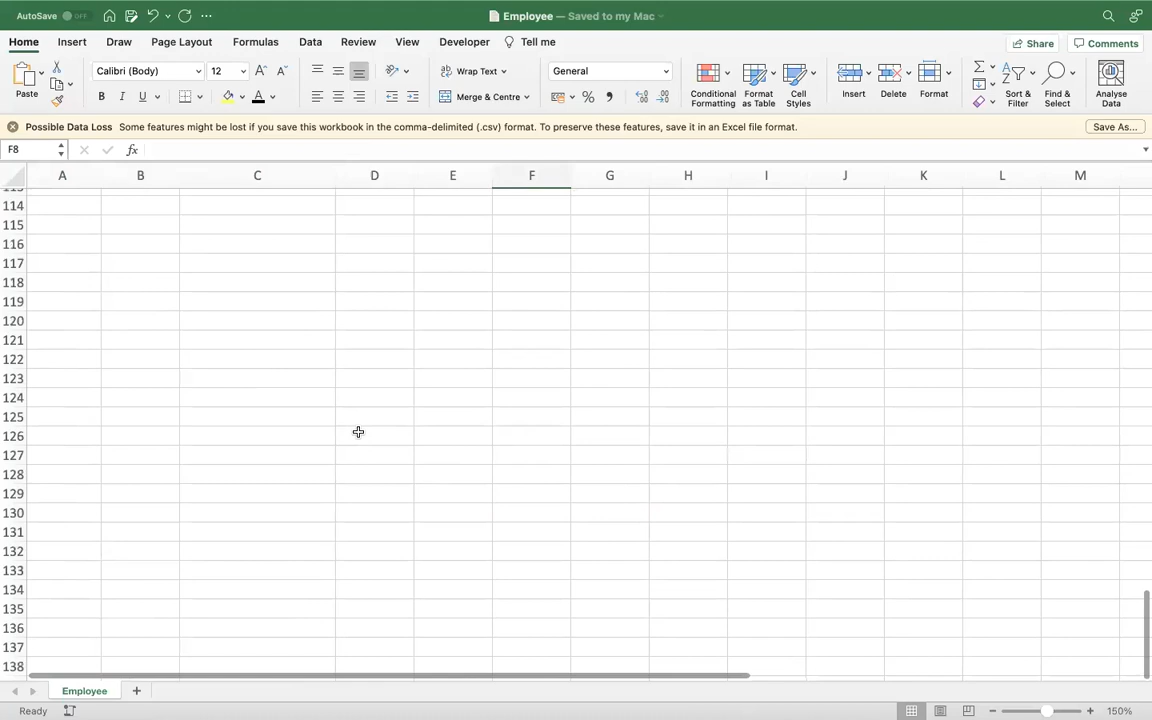 AutoSave OFF Employee — Saved to my Mac
Home Insert Draw Page Layout Formulas Data Review View Developer Tell me Share Comments
Paste Calibri (Body) 12 A A Wrap Text General Conditional Formatting Format as Table Cell Styles Insert Delete Format Sort & Filter Find & Select Analyse Data
B I U A Merge & Centre % 
Possible Data Loss Some features might be lost if you save this workbook in the comma-delimited (.csv) format. To preserve these features, save it in an Excel file format. Save As...
F8 fx
A B C D E F G H I J K L M
113
114
115
116
117
118
119
120
121
122
123
124
125
126
127
128
129
130
131
132
133
134
135
136
137
138
Employee
Ready 150%